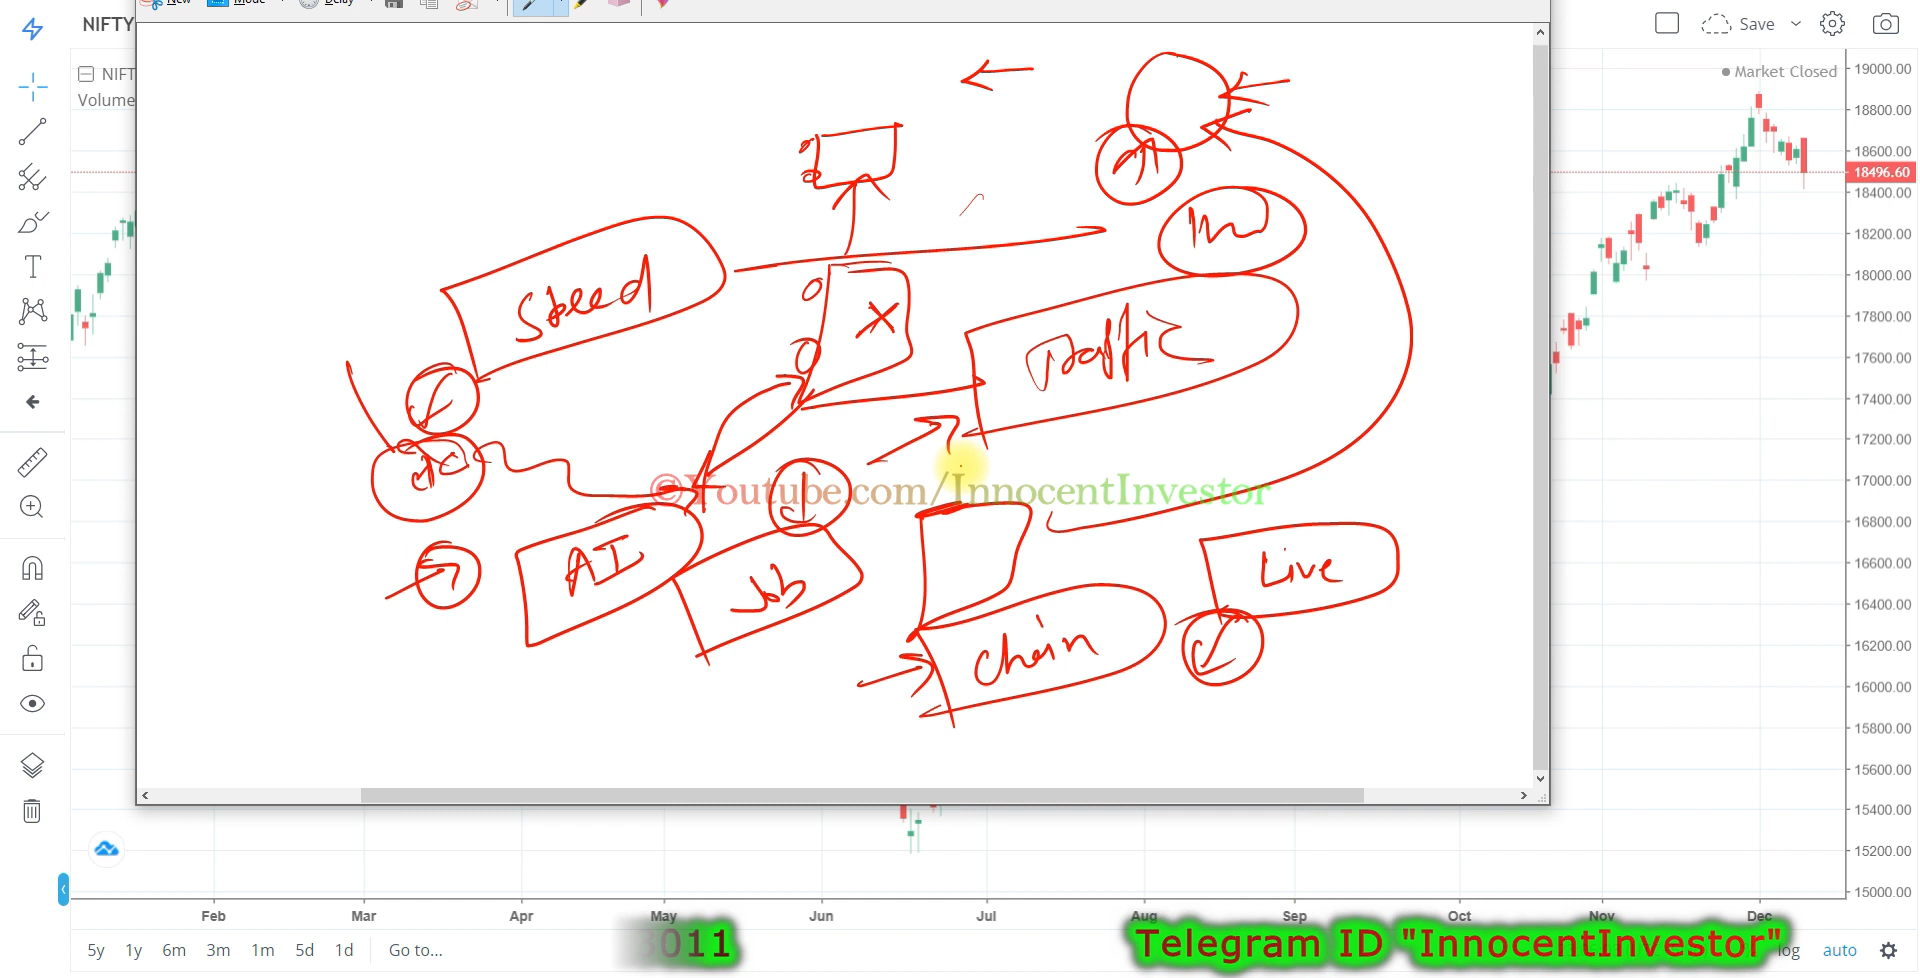 New Mode Delay
NIFTY
Save
NIFT
Volume
Market Closed
19000.00
18800.00
18600.00
18496.60
18400.00
18200.00
18000.00
17800.00
17600.00
17400.00
17200.00
17000.00
16800.00
16600.00
16400.00
16200.00
16000.00
15800.00
15600.00
15400.00
15200.00
15000.00
Speed
Traffic
X
©Youtube.com/InnocentInvestor
AI
Job
Live
Chain
Feb Mar Apr May Jun Jul Aug Sep Oct Nov Dec
5y 1y 6m 3m 1m 5d 1d Go to...
3011
Telegram ID "InnocentInvestor"
log auto